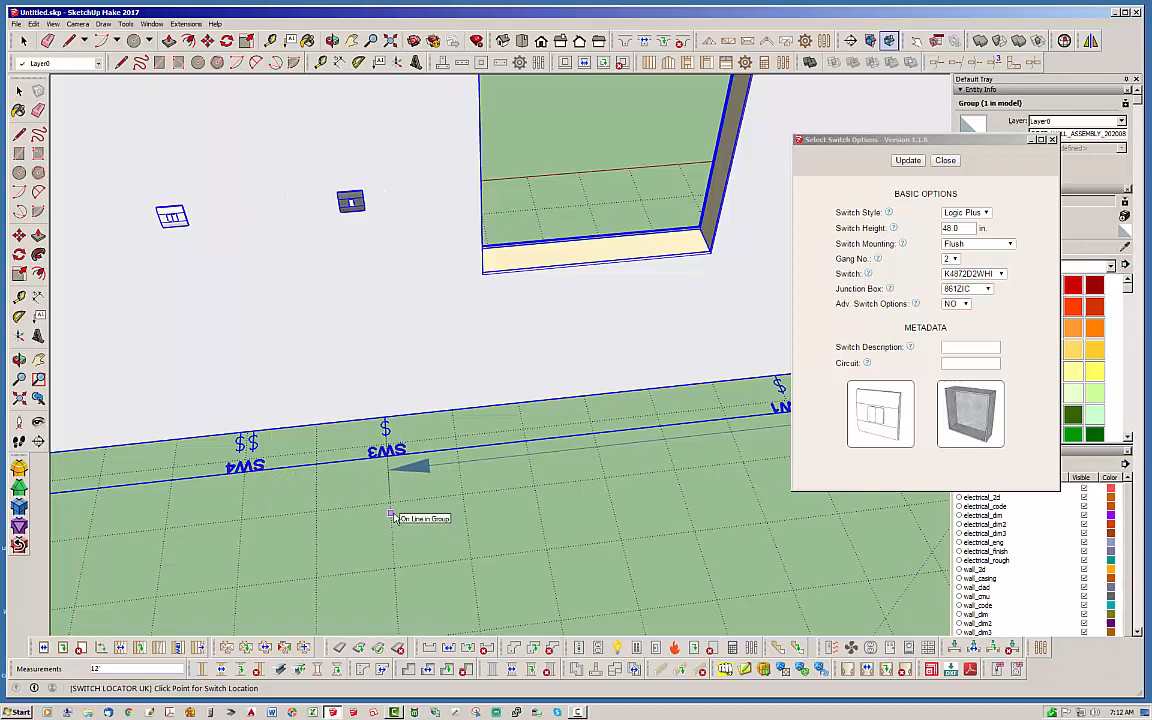 Untitled.skp - SketchUp Make 2017
File Edit View Camera Draw Tools Window Extensions Help
Layer0
Default Tray
Entity Info
Group (1 in model)
Layer: Layer0
WALL_ASSEMBLY_202008
Select Switch Options - Version 1.1.8
Update Close
BASIC OPTIONS
Switch Style: Logic Plus
Switch Height: 48.0 in.
Switch Mounting: Flush
Gang No.: 2
Switch: K4872D2WHI
Junction Box: 861ZIC
Adv. Switch Options: NO
METADATA
Switch Description:
Circuit:
$
$
$$
SW3
SW4
On Line in Group
Visible Color
electrical_2d
electrical_code
electrical_dim
electrical_dim2
electrical_dim3
electrical_eng
electrical_finish
electrical_rough
wall_2d
wall_casing
wall_clad
wall_cmu
wall_code
wall_dim
wall_dim2
wall_dim3
Measurements 12'
[SWITCH LOCATOR UK] Click Point for Switch Location
Start
7:12 AM